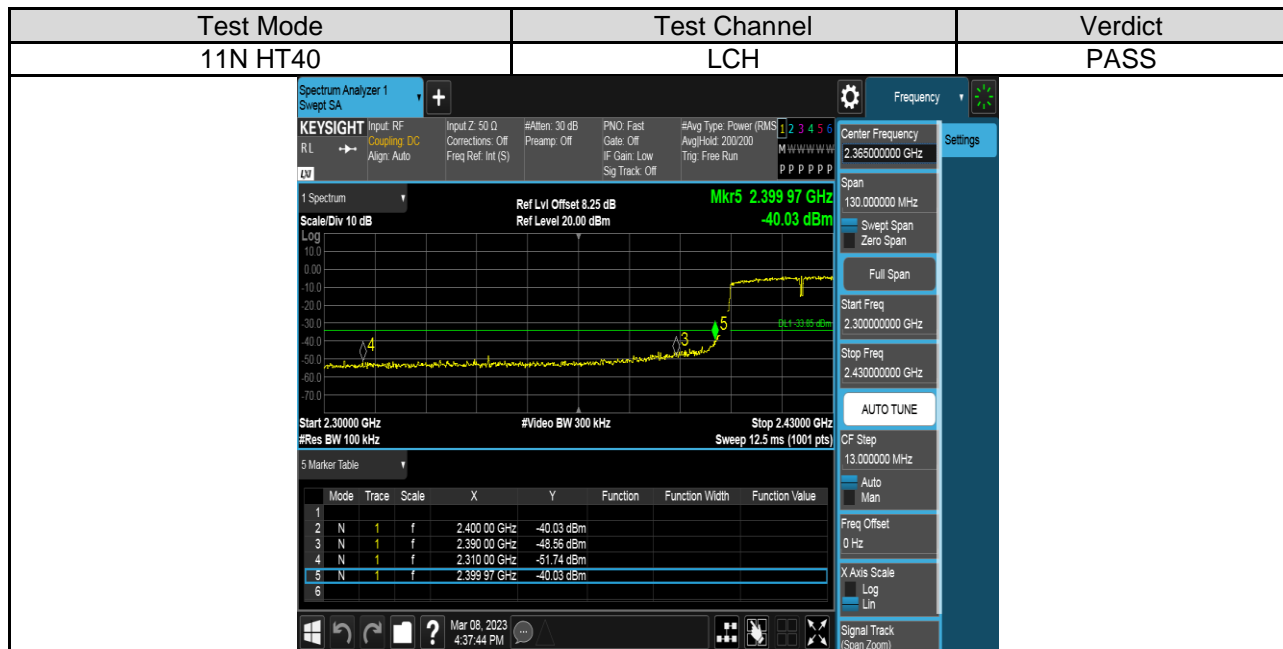 Test Mode Test Channel Verdict
11N HT40 LCH PASS
Spectrum Analyzer 1
Swept SA
+
Frequency
KEYSIGHT
RL
LXI
Input: RF
Coupling: DC
Align: Auto
Input Z: 50 Ω
Corrections: Off
Freq Ref: Int (S)
#Atten: 30 dB
Preamp: Off
PNO: Fast
Gate: Off
IF Gain: Low
Sig Track: Off
#Avg Type: Power (RMS
Avg|Hold: 200/200
Trig: Free Run
1 2 3 4 5 6
M W W W W W
P P P P P P
1 Spectrum
Scale/Div 10 dB
Ref Lvl Offset 8.25 dB
Ref Level 20.00 dBm
Mkr5 2.399 97 GHz
-40.03 dBm
Log
10.0
0.00
-10.0
-20.0
-30.0
-40.0
-50.0
-60.0
-70.0
4
3
5
DL1 -33.85 dBm
Start 2.30000 GHz
#Res BW 100 kHz
#Video BW 300 kHz
Stop 2.43000 GHz
Sweep 12.5 ms (1001 pts)
5 Marker Table
Mode Trace Scale X Y Function Function Width Function Value
1
2 N 1 f 2.400 00 GHz -40.03 dBm
3 N 1 f 2.390 00 GHz -48.56 dBm
4 N 1 f 2.310 00 GHz -51.74 dBm
5 N 1 f 2.399 97 GHz -40.03 dBm
6
?
Mar 08, 2023
4:37:44 PM
Settings
Center Frequency
2.365000000 GHz
Span
130.000000 MHz
Swept Span
Zero Span
Full Span
Start Freq
2.300000000 GHz
Stop Freq
2.430000000 GHz
AUTO TUNE
CF Step
13.000000 MHz
Auto
Man
Freq Offset
0 Hz
X Axis Scale
Log
Lin
Signal Track
(Span Zoom)